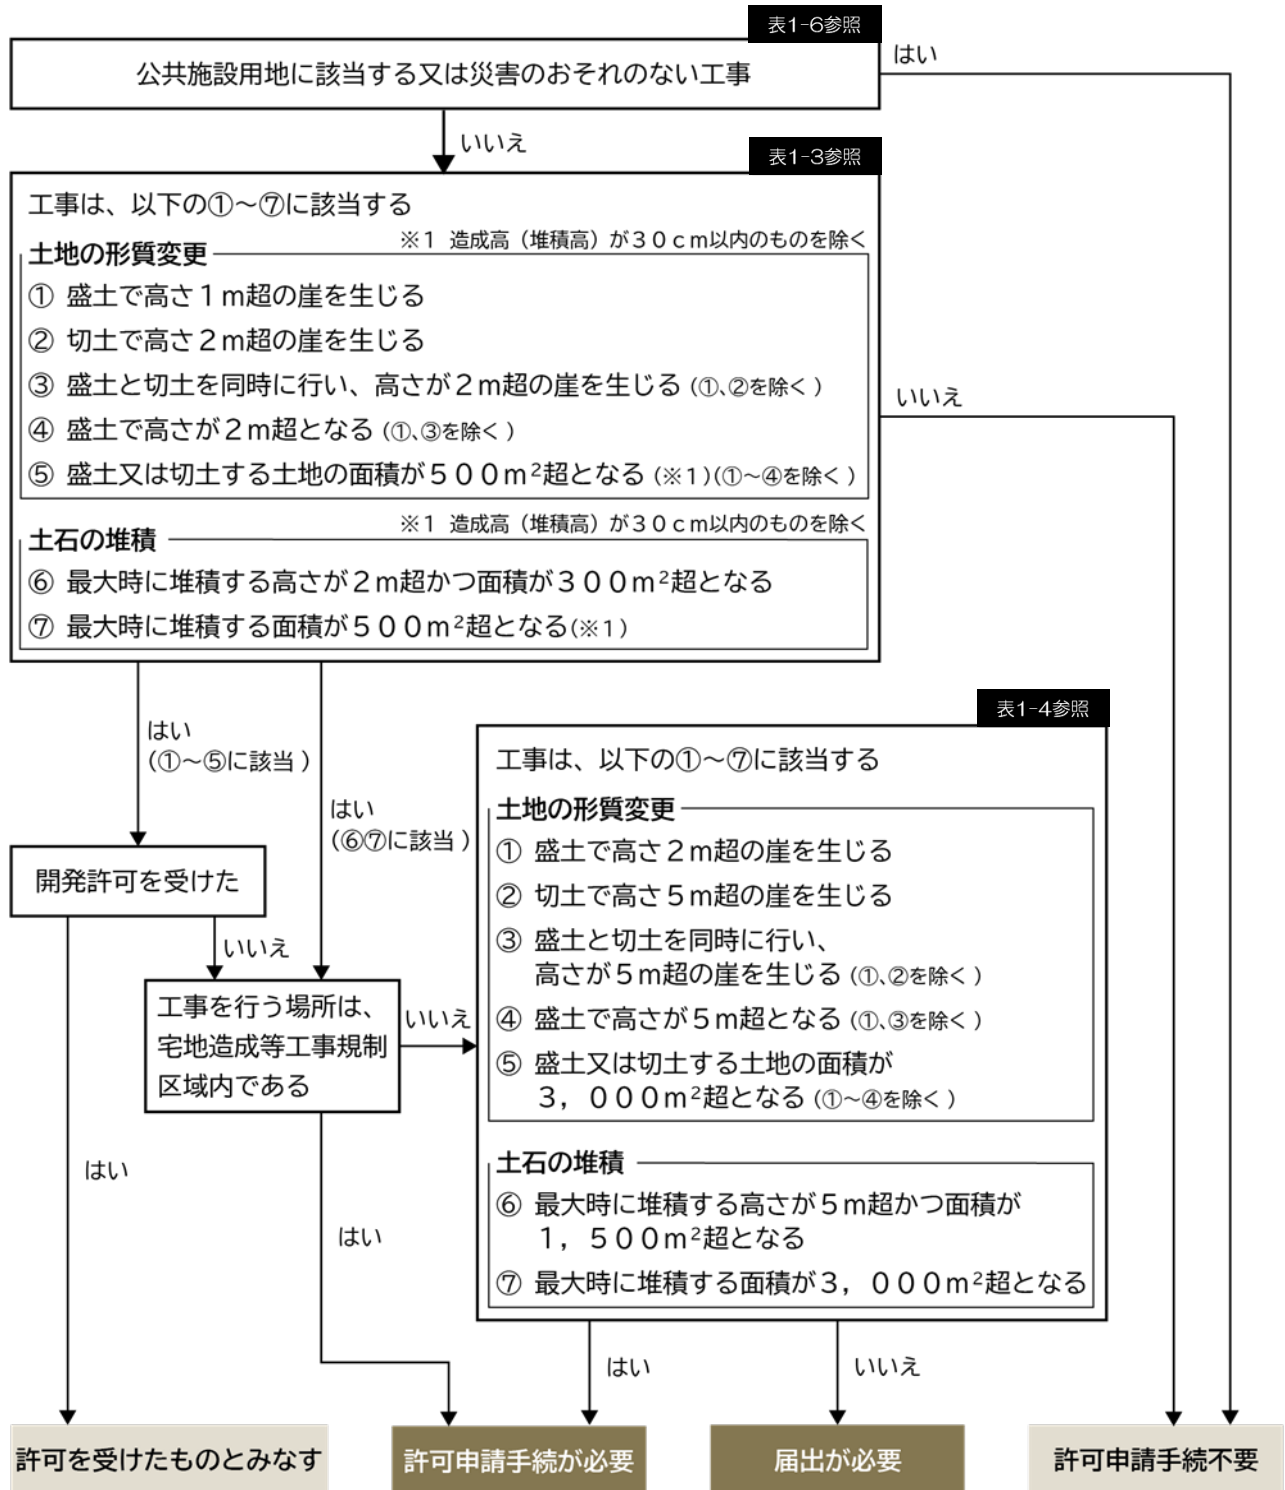 表1-6参照
公共施設用地に該当する又は災害のおそれのない工事
はい
いいえ
表1-3参照
工事は、以下の①～⑦に該当する
※１ 造成高（堆積高）が３０ｃｍ以内のものを除く
土地の形質変更
① 盛土で高さ１ｍ超の崖を生じる
② 切土で高さ２ｍ超の崖を生じる
③ 盛土と切土を同時に行い、高さが２ｍ超の崖を生じる（①、②を除く）
④ 盛土で高さが２ｍ超となる（①、③を除く）
⑤ 盛土又は切土する土地の面積が５００ｍ²超となる（※１）（①～④を除く）
※１ 造成高（堆積高）が３０ｃｍ以内のものを除く
土石の堆積
⑥ 最大時に堆積する高さが２ｍ超かつ面積が３００ｍ²超となる
⑦ 最大時に堆積する面積が５００ｍ²超となる（※１）
いいえ
はい
（①～⑤に該当）
はい
（⑥⑦に該当）
開発許可を受けた
いいえ
工事を行う場所は、
宅地造成等工事規制
区域内である
いいえ
はい
はい
表1-4参照
工事は、以下の①～⑦に該当する
土地の形質変更
① 盛土で高さ２ｍ超の崖を生じる
② 切土で高さ５ｍ超の崖を生じる
③ 盛土と切土を同時に行い、
高さが５ｍ超の崖を生じる（①、②を除く）
④ 盛土で高さが５ｍ超となる（①、③を除く）
⑤ 盛土又は切土する土地の面積が
３，０００ｍ²超となる（①～④を除く）
土石の堆積
⑥ 最大時に堆積する高さが５ｍ超かつ面積が
１，５００ｍ²超となる
⑦ 最大時に堆積する面積が３，０００ｍ²超となる
はい
いいえ
許可を受けたものとみなす
許可申請手続が必要
届出が必要
許可申請手続不要